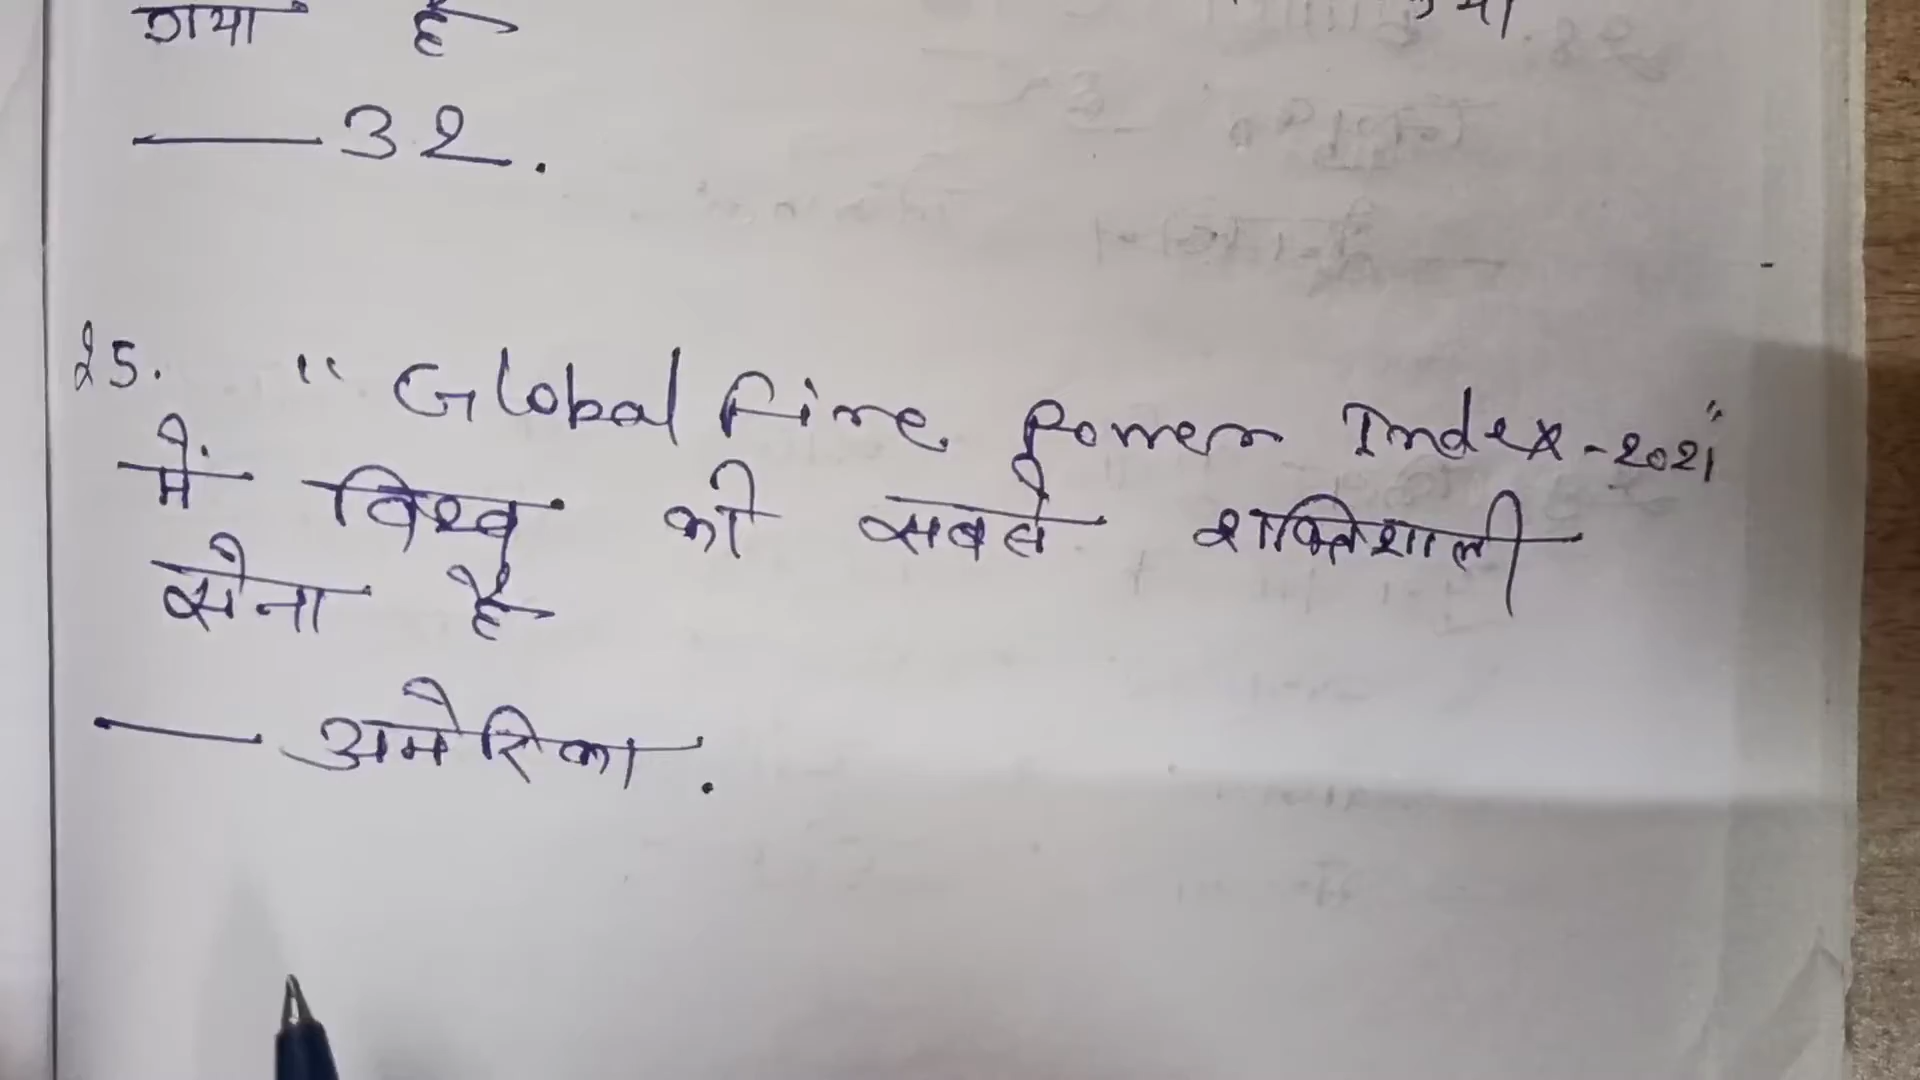 गया है
— 32.
25. "Global Fire Power Index-2021"
में विश्व की सबसे शक्तिशाली
सेना है
— अमेरिका.